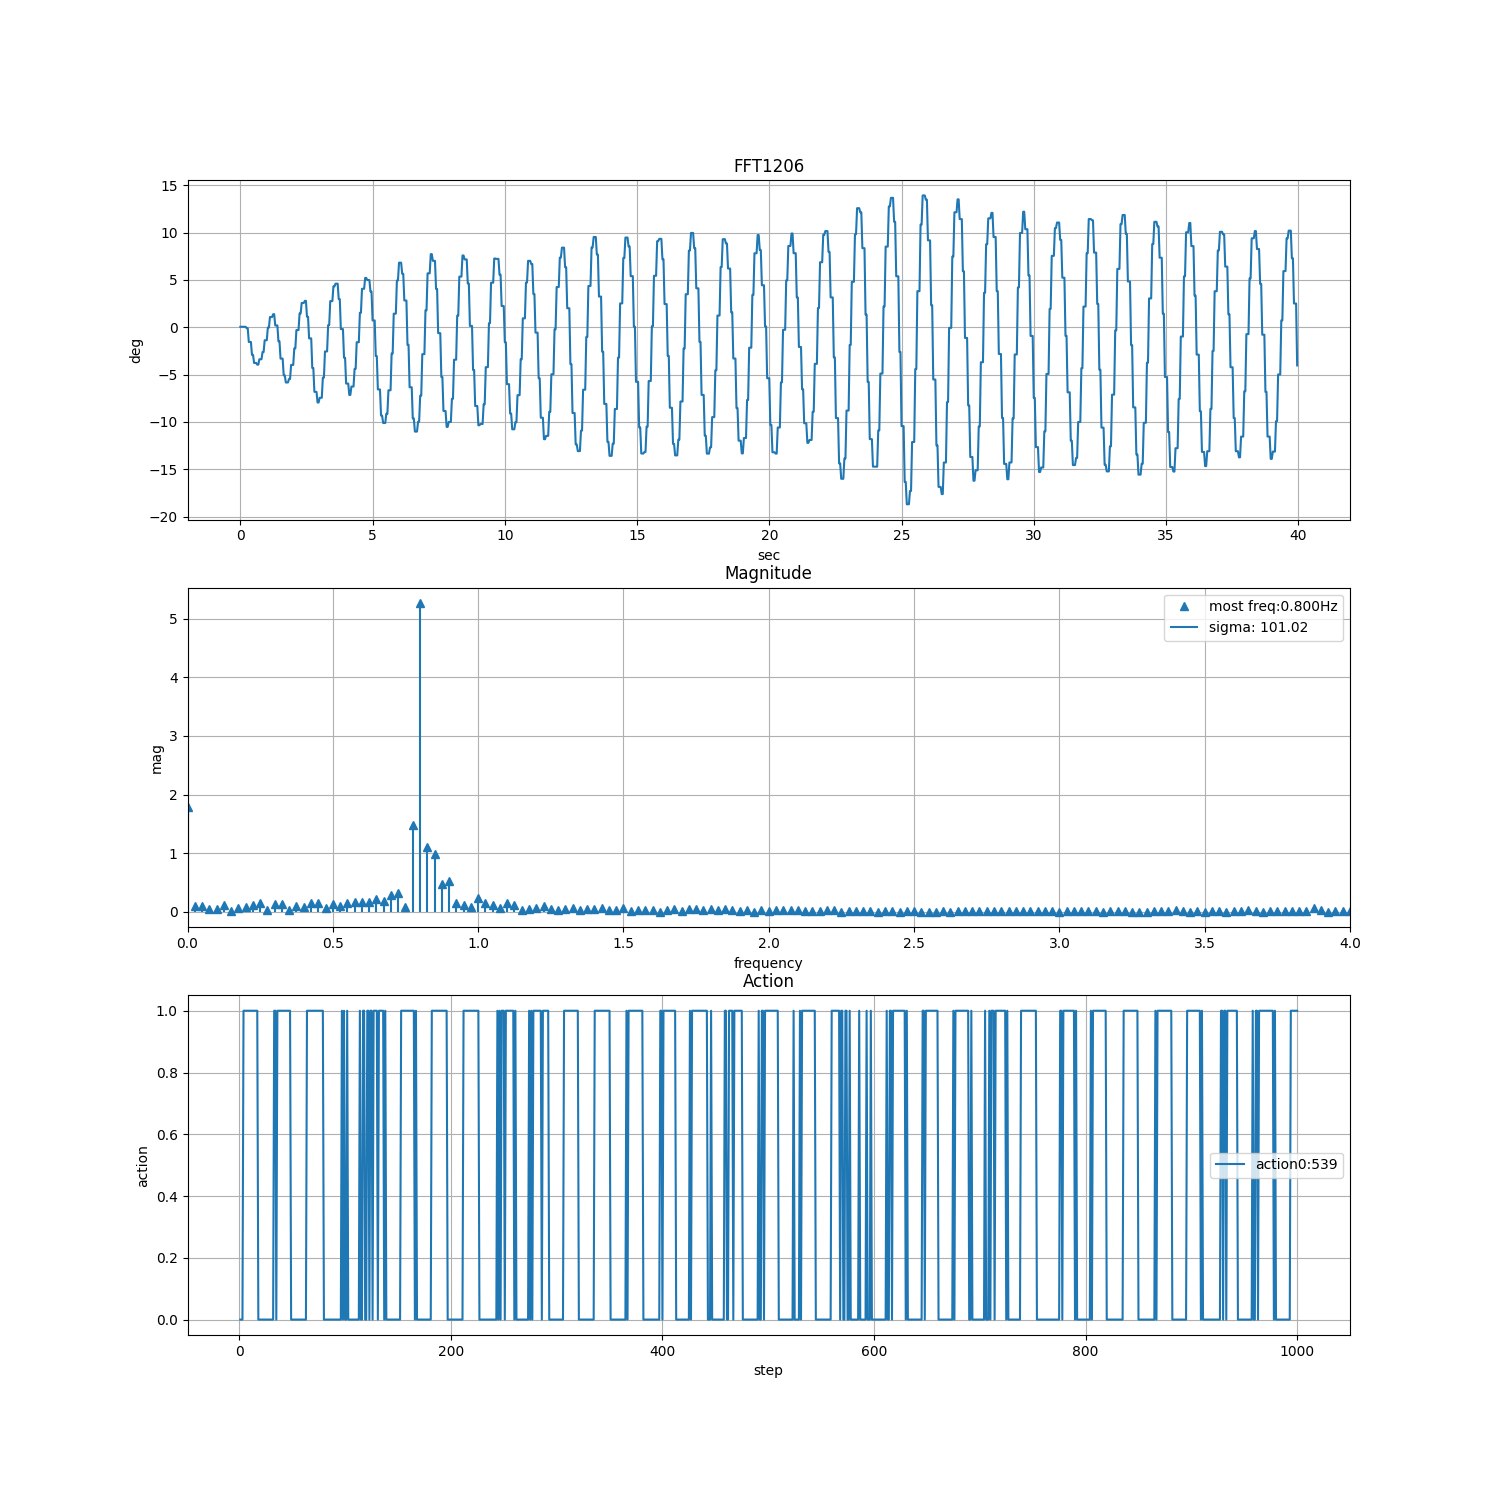 FFT1206
15
10
5
0
−5
−10
−15
−20
deg
0 5 10 15 20 25 30 35 40
sec
Magnitude
most freq:0.800Hz
sigma: 101.02
5
4
3
2
1
0
mag
0.0 0.5 1.0 1.5 2.0 2.5 3.0 3.5 4.0
frequency
Action
1.0
0.8
0.6
0.4
0.2
0.0
action
action0:539
0 200 400 600 800 1000
step